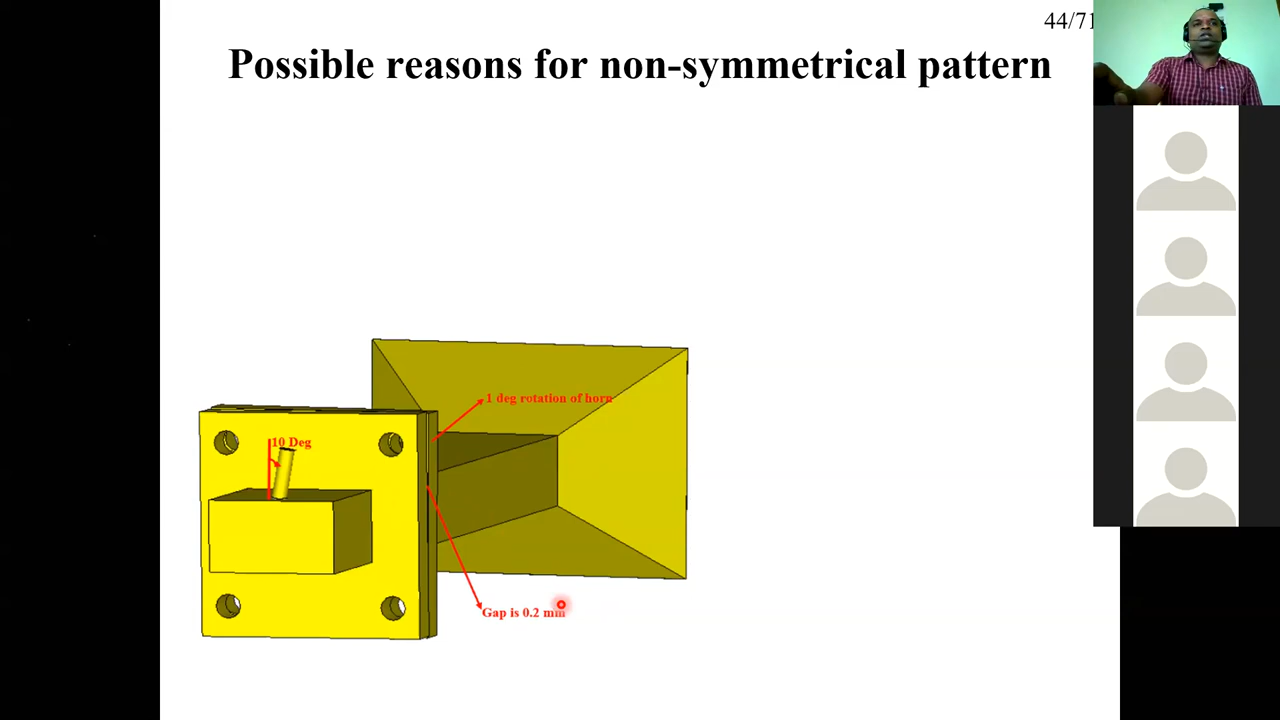 44/71
Possible reasons for non-symmetrical pattern
1 deg rotation of horn
10 Deg
Gap is 0.2 mm